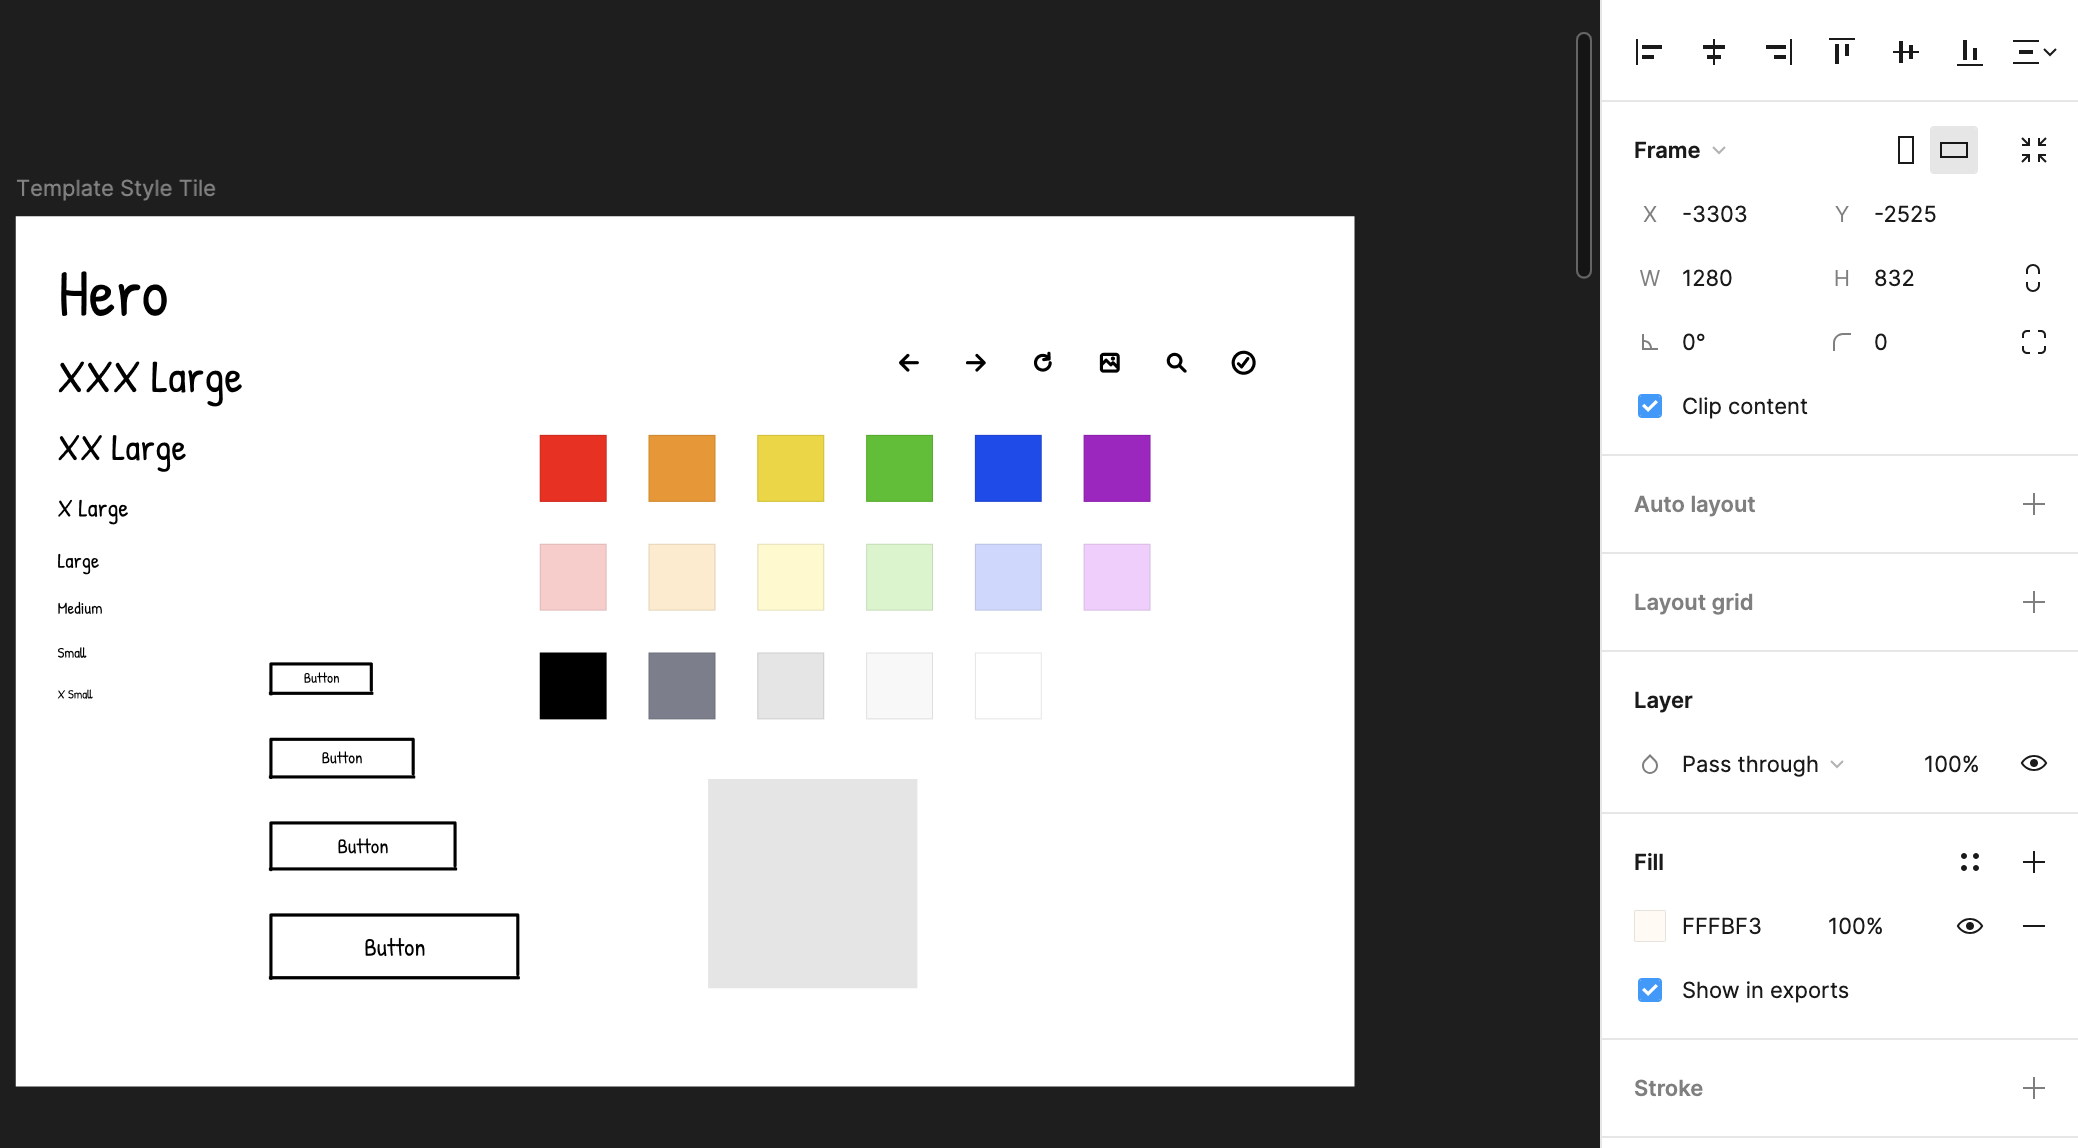 Template Style Tile
Hero
XXX Large
XX Large
X Large
Large
Medium
Small
X Small
Button
Button
Button
Button
Frame
X -3303 Y -2525
W 1280 H 832
0° 0
Clip content
Auto layout
Layout grid
Layer
Pass through 100%
Fill
FFFBF3 100%
Show in exports
Stroke